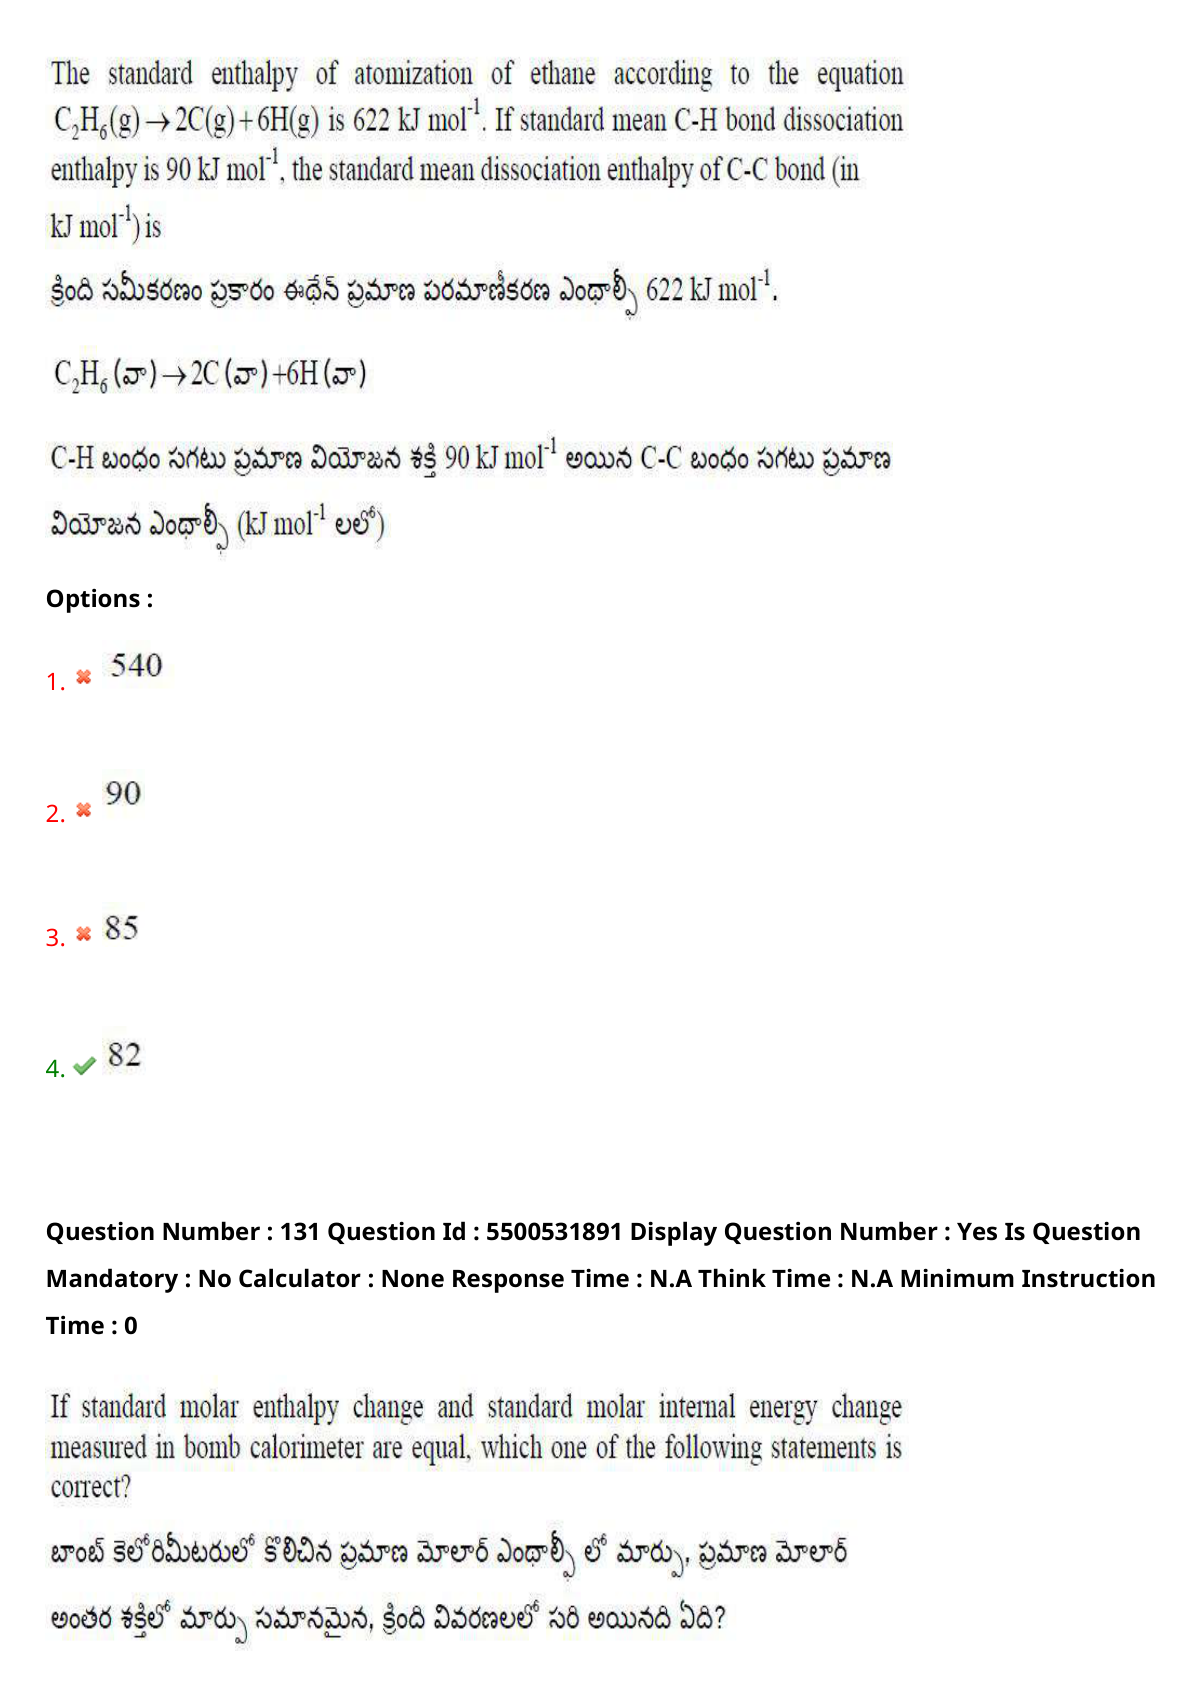 The standard enthalpy of atomization of ethane according to the equation
C₂H₆(g)→2C(g)+6H(g) is 622 kJ mol⁻¹. If standard mean C-H bond dissociation
enthalpy is 90 kJ mol⁻¹, the standard mean dissociation enthalpy of C-C bond (in
kJ mol⁻¹) is
క్రింది సమీకరణం ప్రకారం ఈథేన్ ప్రమాణ పరమాణీకరణ ఎంథాల్పీ 622 kJ mol⁻¹.
C₂H₆(వా)→2C(వా)+6H(వా)
C-H బంధం సగటు ప్రమాణ వియోజన శక్తి 90 kJ mol⁻¹ అయిన C-C బంధం సగటు ప్రమాణ
వియోజన ఎంథాల్పీ (kJ mol⁻¹ లలో)
Options :
1. 540
2. 90
3. 85
4. 82
Question Number : 131 Question Id : 5500531891 Display Question Number : Yes Is Question
Mandatory : No Calculator : None Response Time : N.A Think Time : N.A Minimum Instruction
Time : 0
If standard molar enthalpy change and standard molar internal energy change
measured in bomb calorimeter are equal, which one of the following statements is
correct?
బాంబ్ కెలోరిమీటరులో కొలిచిన ప్రమాణ మోలార్ ఎంథాల్పీ లో మార్పు, ప్రమాణ మోలార్
అంతర శక్తిలో మార్పు సమానమైన, క్రింది వివరణలలో సరి అయినది ఏది?